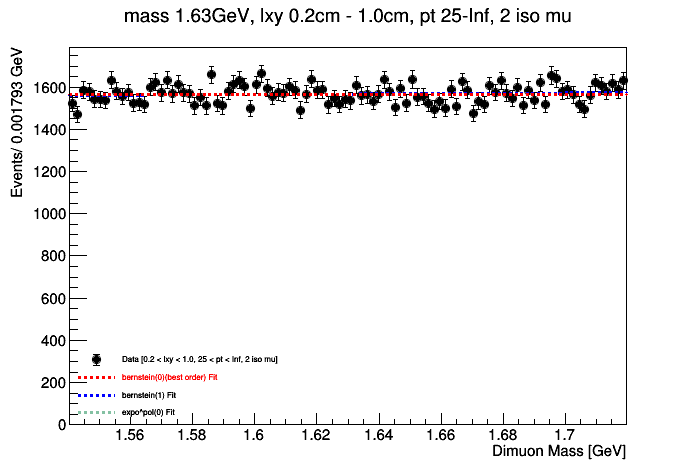 mass 1.63GeV, lxy 0.2cm - 1.0cm, pt 25-Inf, 2 iso mu
Events/ 0.001793 GeV
1600
1400
1200
1000
800
600
400
200
0
Data [0.2 < lxy < 1.0, 25 < pt < Inf, 2 iso mu]
bernstein(0)(best order) Fit
bernstein(1) Fit
expo^pol(0) Fit
1.56 1.58 1.6 1.62 1.64 1.66 1.68 1.7
Dimuon Mass [GeV]